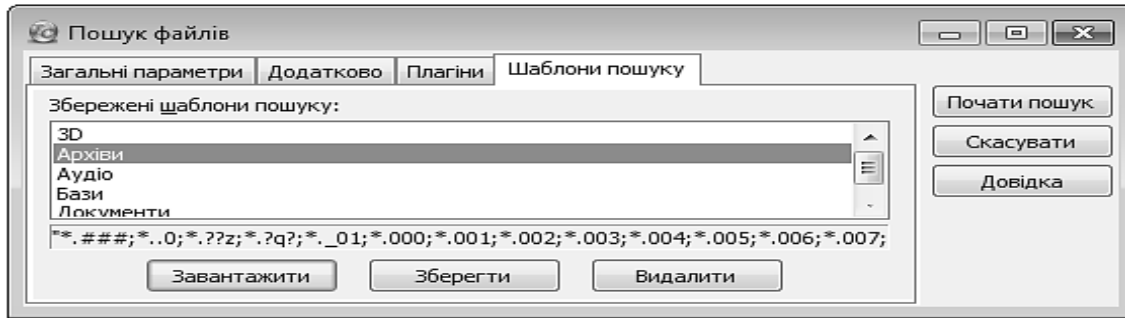 Пошук файлів
Загальні параметри Додатково Плагіни Шаблони пошуку
Збережені шаблони пошуку:
3D
Архіви
Аудіо
Бази
Документи
"*.###;*..0;*.??z;*.?q?;*._01;*.000;*.001;*.002;*.003;*.004;*.005;*.006;*.007;
Завантажити Зберегти Видалити
Почати пошук
Скасувати
Довідка